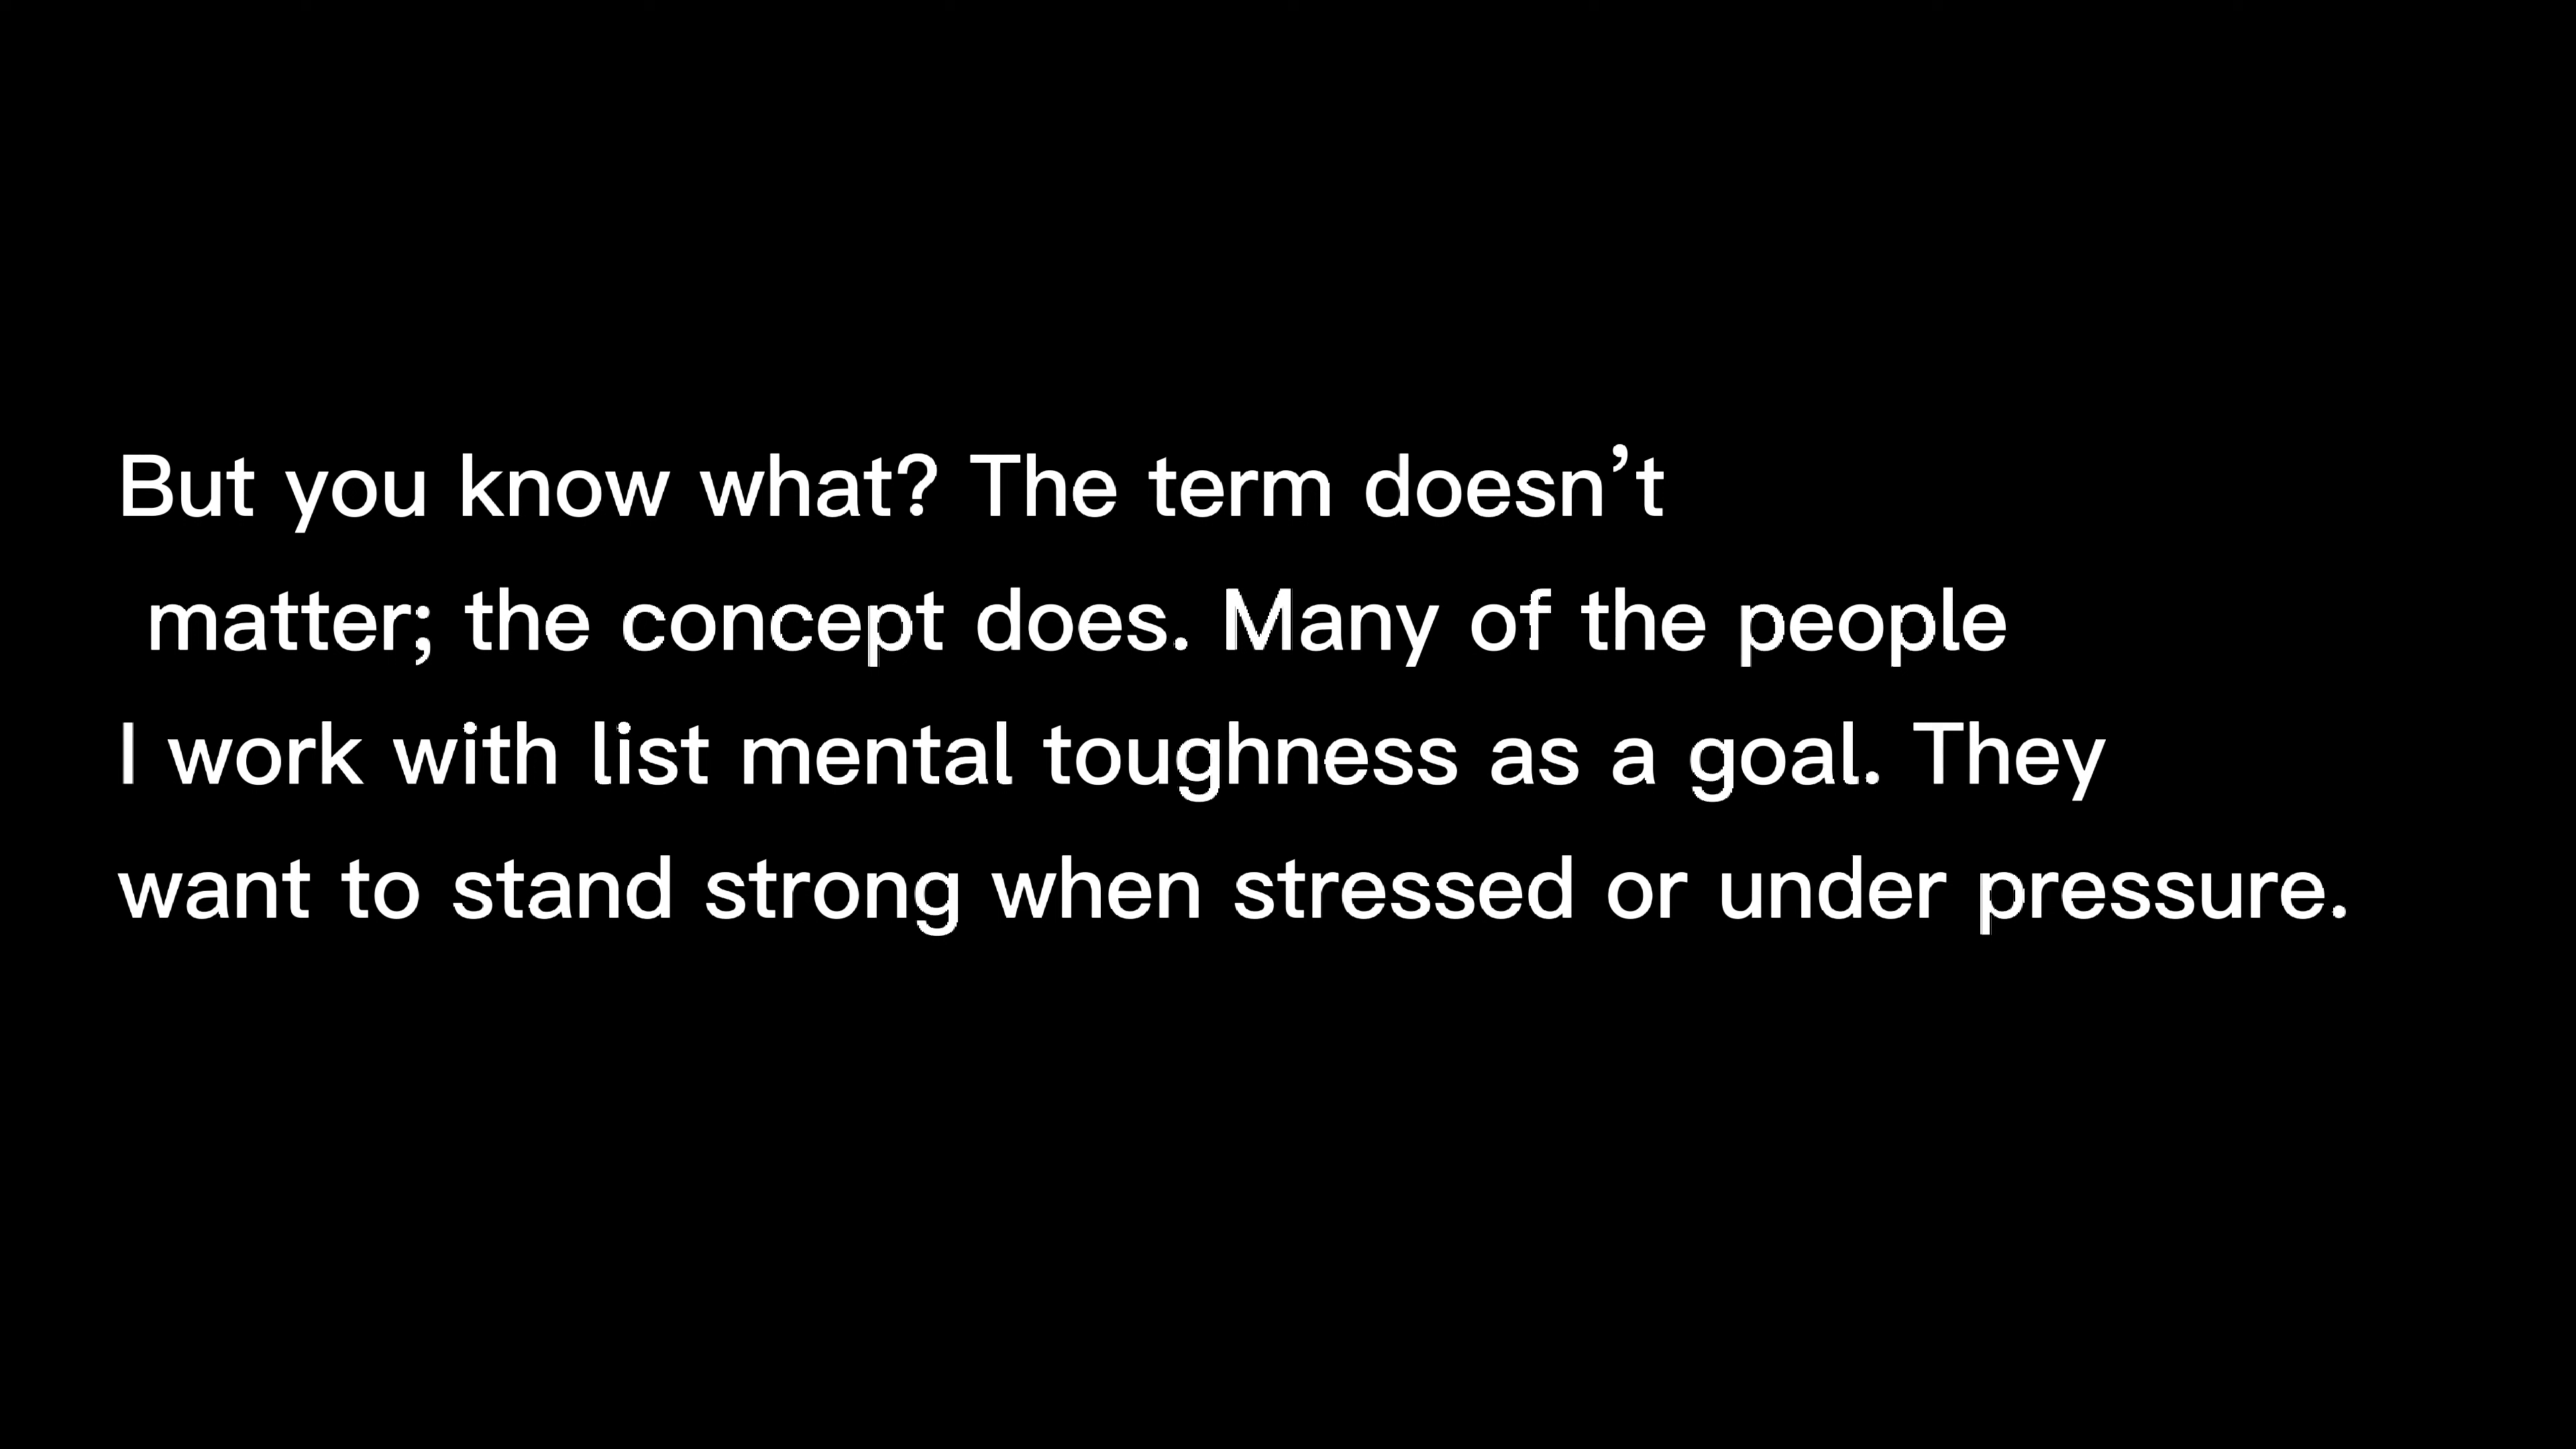 But you know what? The term doesn’t
matter; the concept does. Many of the people
I work with list mental toughness as a goal. They
want to stand strong when stressed or under pressure.